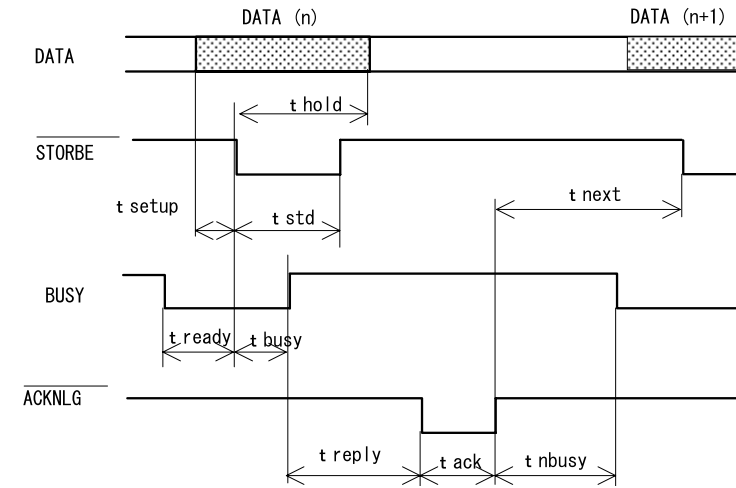 DATA (n)
DATA (n+1)
DATA
t hold
STORBE
t setup
t std
t next
BUSY
t ready
t busy
ACKNLG
t reply
t ack
t nbusy